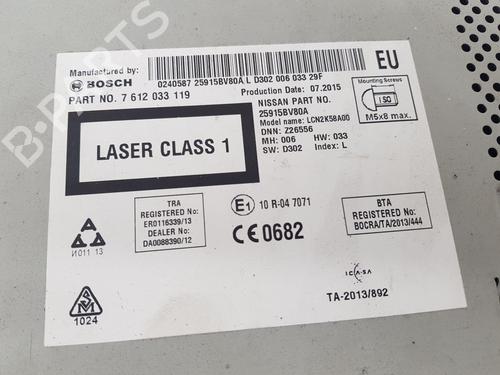 Manufactured by:
BOSCH
0240587 25915BV80A L D302 006 033 29F
EU
PART NO. 7 612 033 119
Production Date: 07.2015
NISSAN PART NO.
25915BV80A
Model name: LCN2K58A00
DNN: Z26556
MH: 006 HW: 033
SW: D302
Mounting Screws
ISO
M5x8 max.
LASER CLASS 1
TRA
REGISTERED No:
ER0116339/13
DEALER No:
DA0088390/12
E1 10 R-04 7071
CE0682
BTA
REGISTERED No:
BOCRA/TA/2013/444
И011 13
ICASA
TA-2013/892
SM
1024
B-Parts